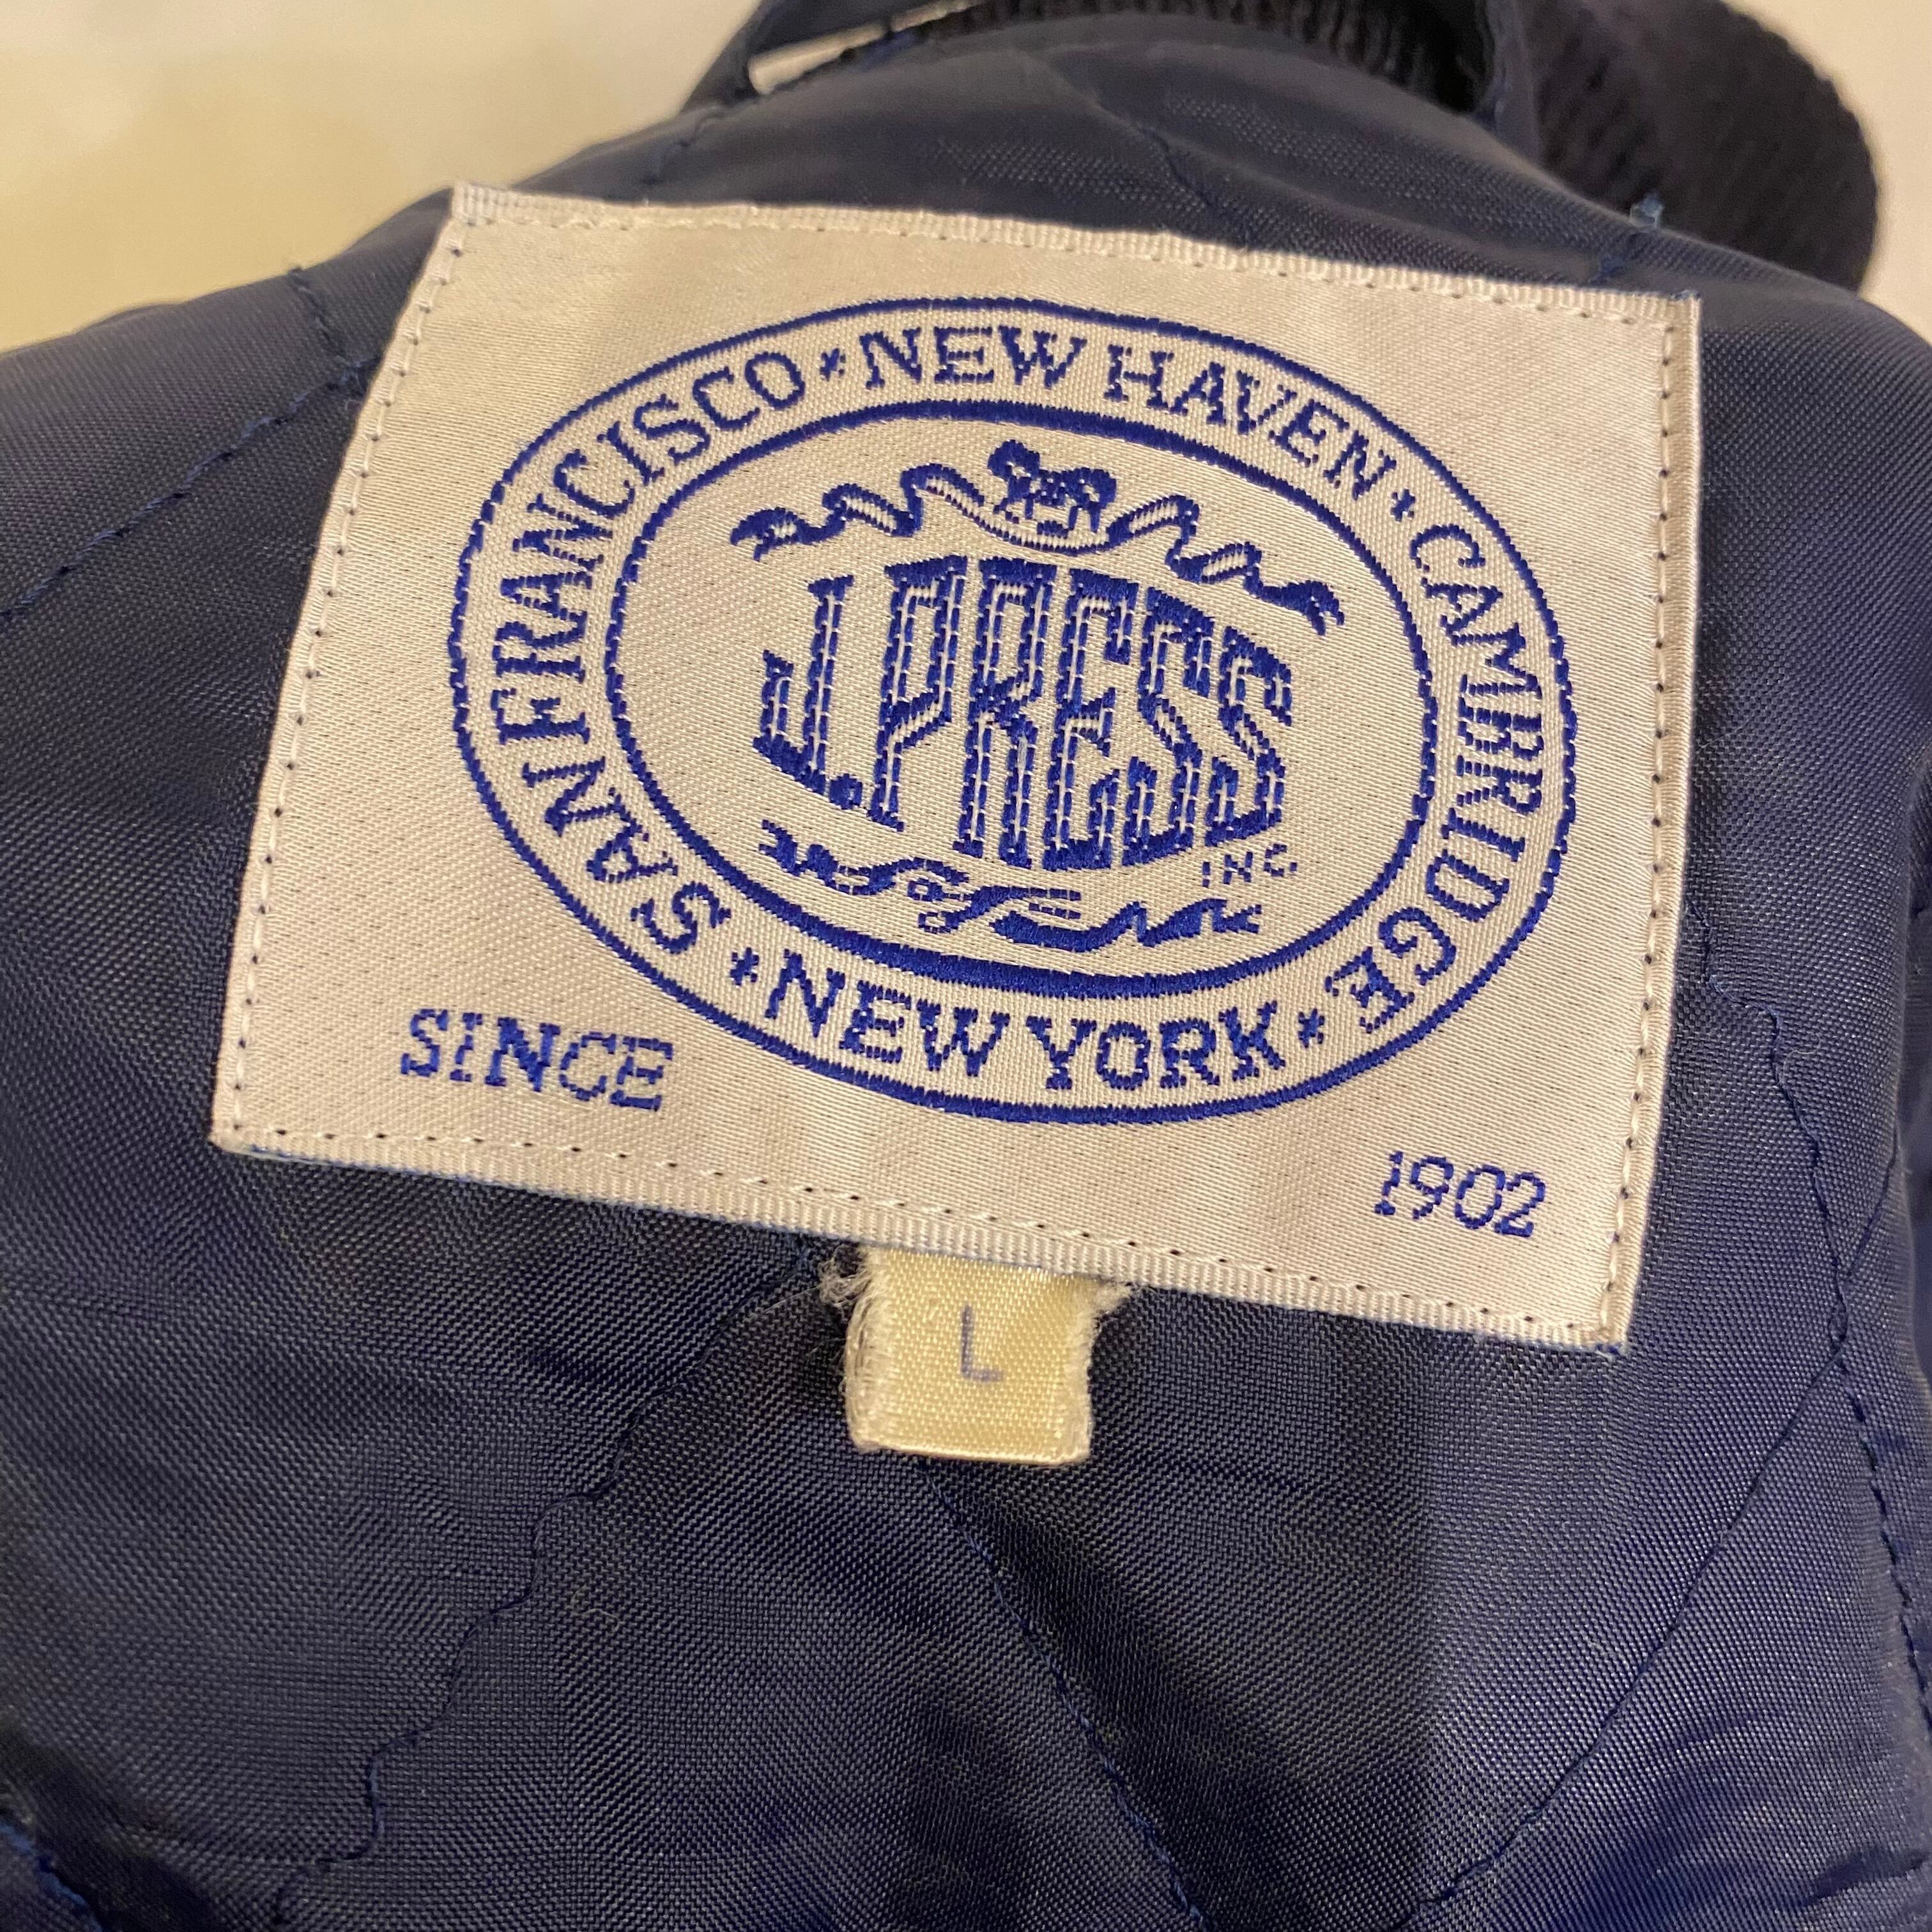 SAN FRANCISCO * NEW HAVEN * CAMBRIDGE * NEW YORK *
J. PRESS
INC.
SINCE 1902
L